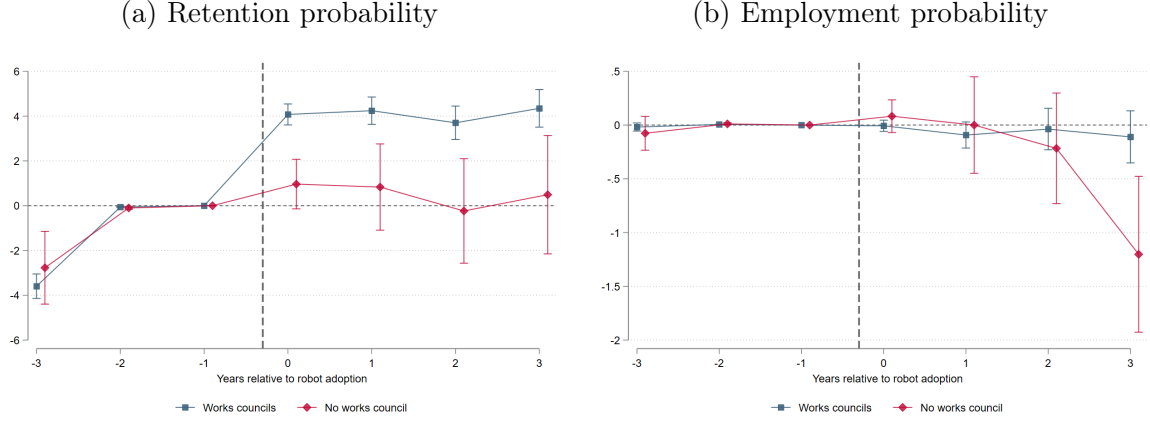 (a) Retention probability
6
4
2
0
-2
-4
-6
-3 -2 -1 0 1 2 3
Years relative to robot adoption
Works councils No works council
(b) Employment probability
.5
0
-.5
-1
-1.5
-2
-3 -2 -1 0 1 2 3
Years relative to robot adoption
Works councils No works council